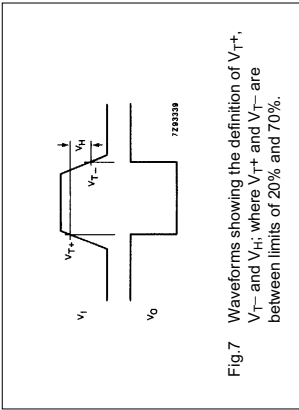 VI
VT+
VH
VT−
VO
7Z93339
Fig.7 Waveforms showing the definition of VT+,
VT− and VH; where VT+ and VT− are
between limits of 20% and 70%.